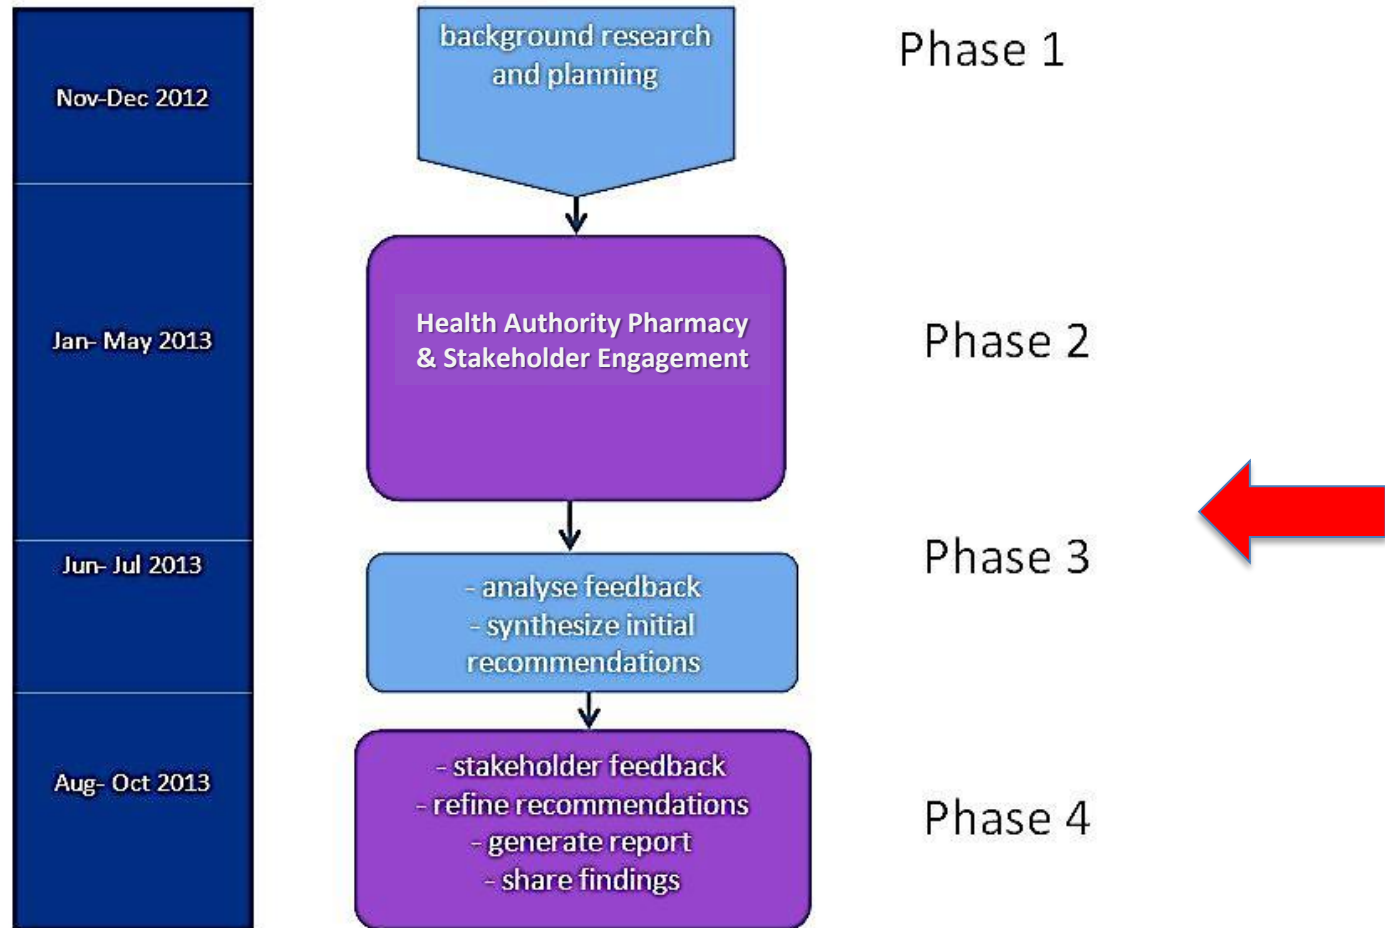 Nov-Dec 2012
background research
and planning
Phase 1
Jan- May 2013
Health Authority Pharmacy
& Stakeholder Engagement
Phase 2
Jun- Jul 2013
- analyse feedback
- synthesize initial
recommendations
Phase 3
Aug- Oct 2013
- stakeholder feedback
- refine recommendations
- generate report
- share findings
Phase 4